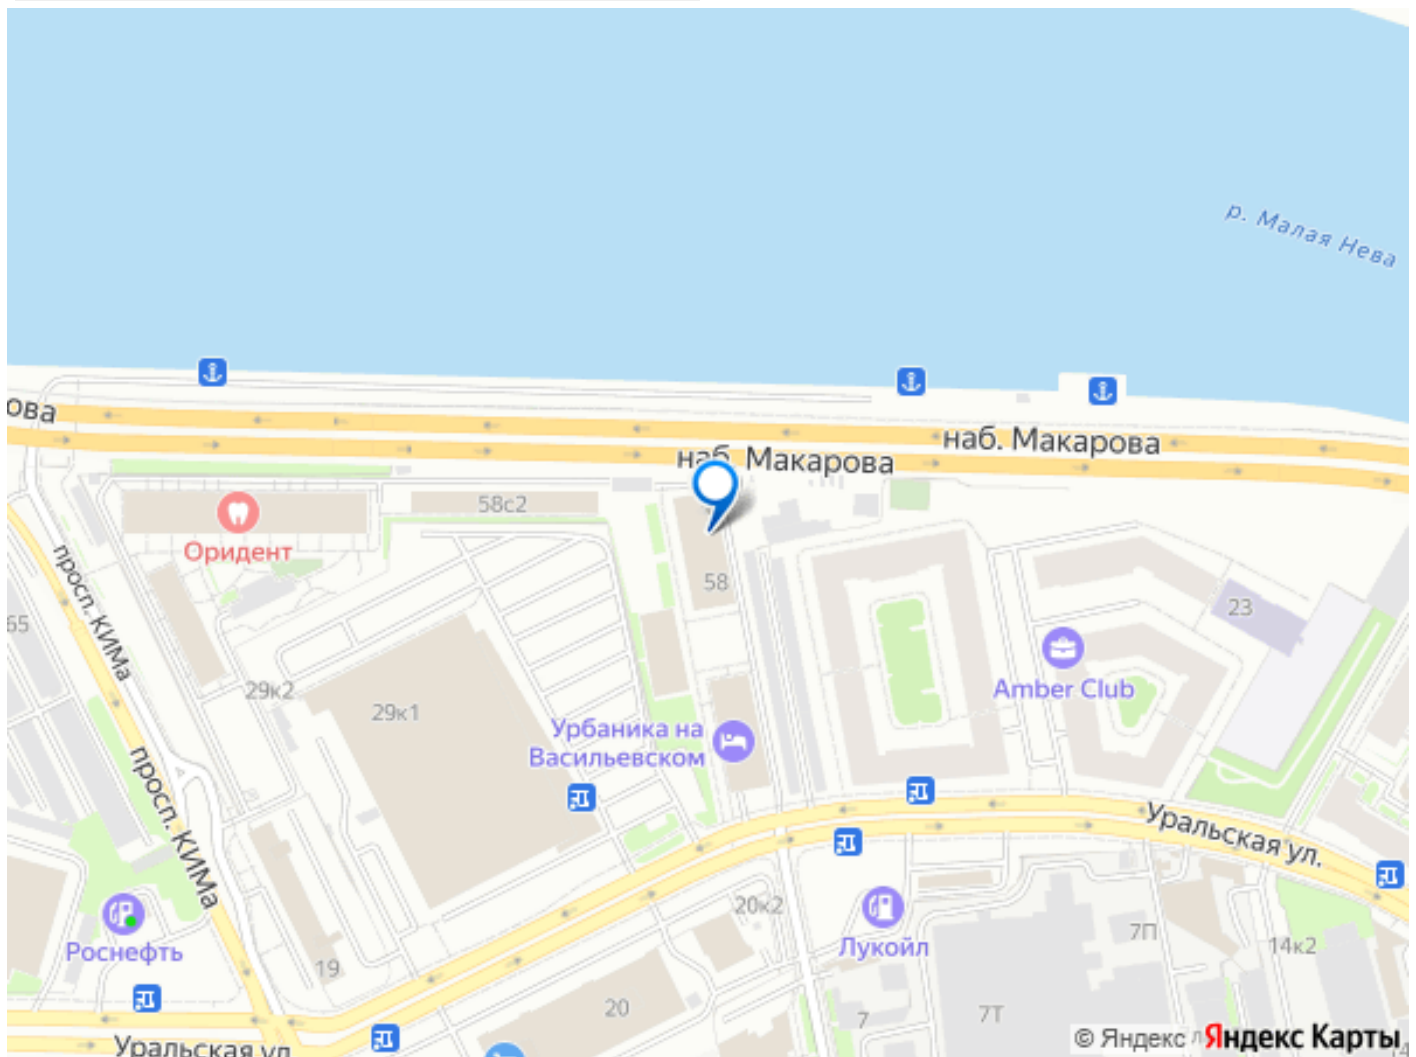 р. Малая Нева
ова
наб. Макарова
наб. Макарова
58с2
Оридент
просп. КИМа
58
65
23
Amber Club
29к2
29к1
Урбаника на
Васильевском
просп. КИМа
Уральская ул.
Роснефть
20к2
Лукойл
7П
14к2
19
20
7
7Т
Уральская ул
© Яндекс
Яндекс Карты